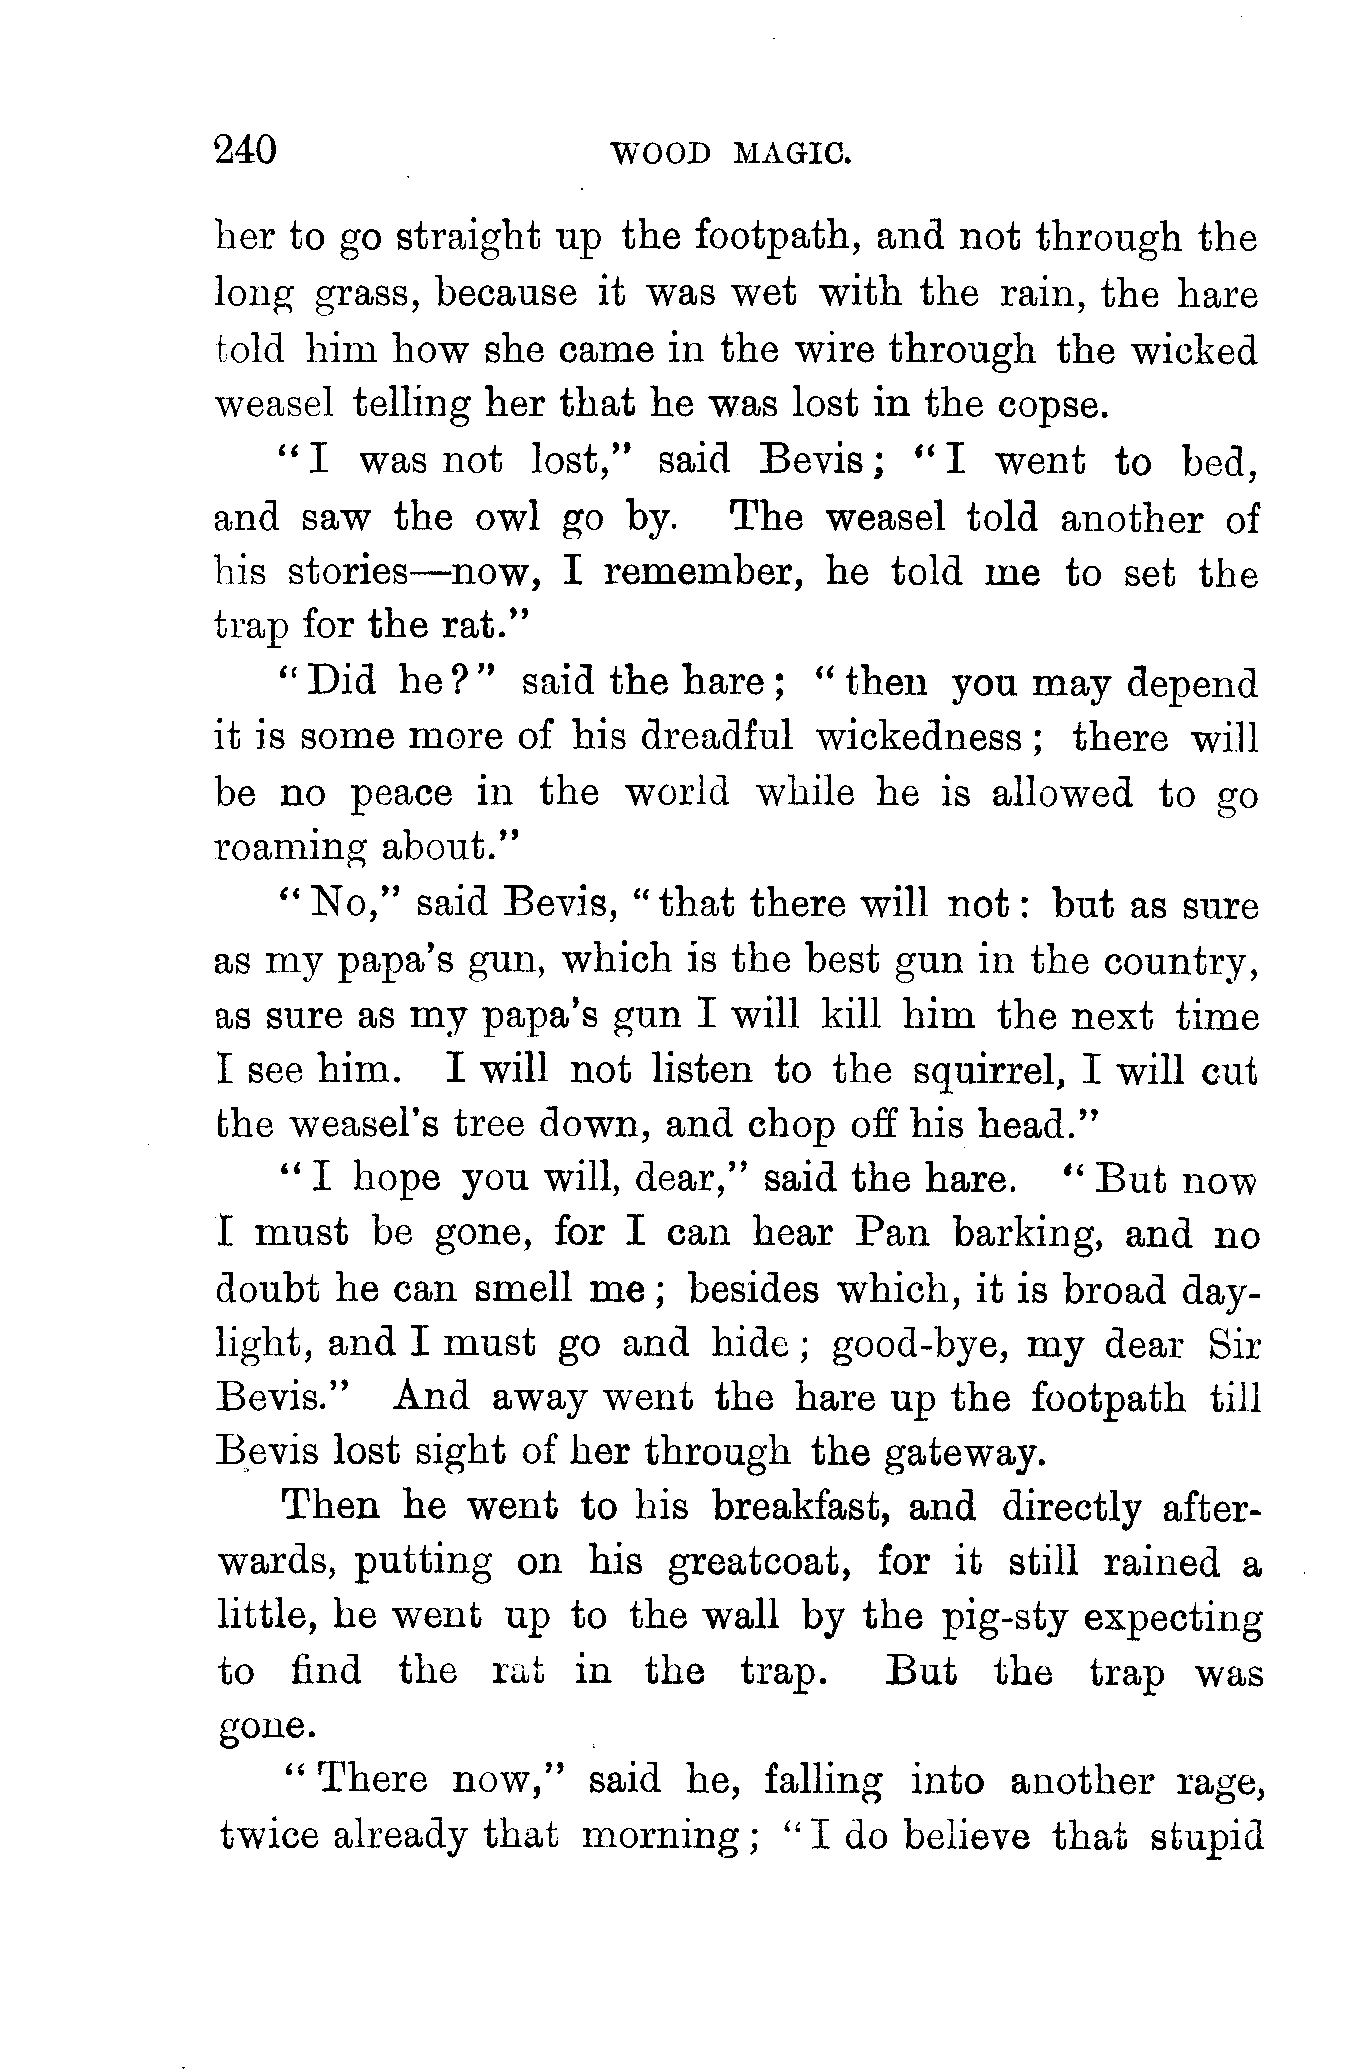 240 WOOD MAGIC.
her to go straight up the footpath, and not through the
long grass, because it was wet with the rain, the hare
told him how she came in the wire through the wicked
weasel telling her that he was lost in the copse.
“I was not lost,” said Bevis; “I went to bed,
and saw the owl go by. The weasel told another of
his stories—now, I remember, he told me to set the
trap for the rat.”
“Did he?” said the hare; “then you may depend
it is some more of his dreadful wickedness; there will
be no peace in the world while he is allowed to go
roaming about.”
“No,” said Bevis, “that there will not: but as sure
as my papa’s gun, which is the best gun in the country,
as sure as my papa’s gun I will kill him the next time
I see him. I will not listen to the squirrel, I will cut
the weasel’s tree down, and chop off his head.”
“I hope you will, dear,” said the hare. “But now
I must be gone, for I can hear Pan barking, and no
doubt he can smell me; besides which, it is broad day-
light, and I must go and hide; good-bye, my dear Sir
Bevis.” And away went the hare up the footpath till
Bevis lost sight of her through the gateway.
Then he went to his breakfast, and directly after-
wards, putting on his greatcoat, for it still rained a
little, he went up to the wall by the pig-sty expecting
to find the rat in the trap. But the trap was
gone.
“There now,” said he, falling into another rage,
twice already that morning; “I do believe that stupid